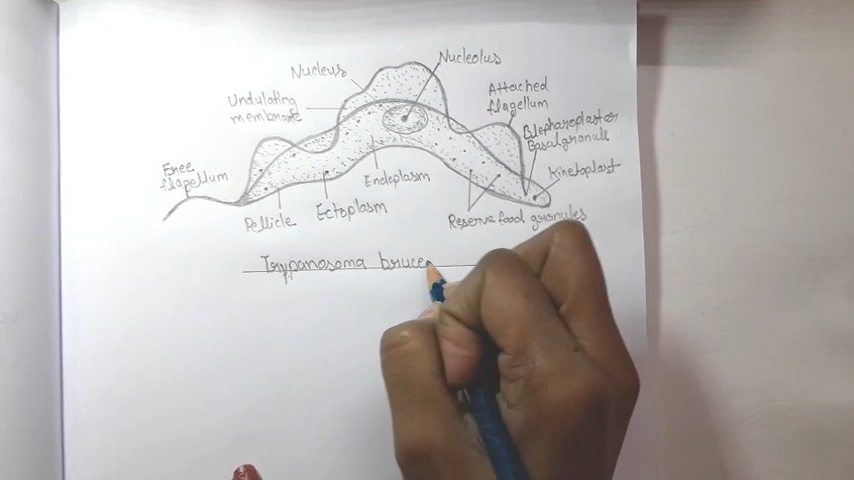 Nucleolus
Nucleus
Attached
flagellum
Undulating
membrane
Blepharoplast or
Basal granule
Free
flagellum
Kinetoplast
Endoplasm
Ectoplasm
Pellicle
Reserve food granules
Trypanosoma bruce